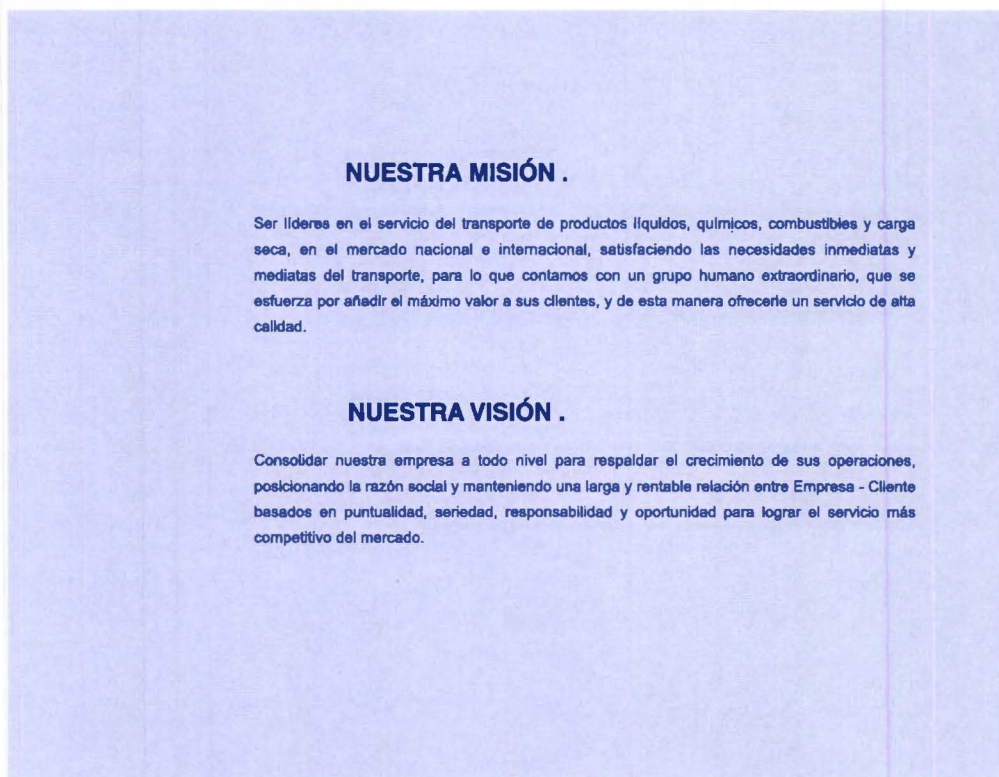 NUESTRA MISIÓN .
Ser líderes en el servicio del transporte de productos líquidos, químicos, combustibles y carga
seca, en el mercado nacional e internacional, satisfaciendo las necesidades inmediatas y
mediatas del transporte, para lo que contamos con un grupo humano extraordinario, que se
esfuerza por añadir el máximo valor a sus clientes, y de esta manera ofrecerle un servicio de alta
calidad.
NUESTRA VISIÓN .
Consolidar nuestra empresa a todo nivel para respaldar el crecimiento de sus operaciones,
posicionando la razón social y manteniendo una larga y rentable relación entre Empresa - Cliente
basados en puntualidad, seriedad, responsabilidad y oportunidad para lograr el servicio más
competitivo del mercado.